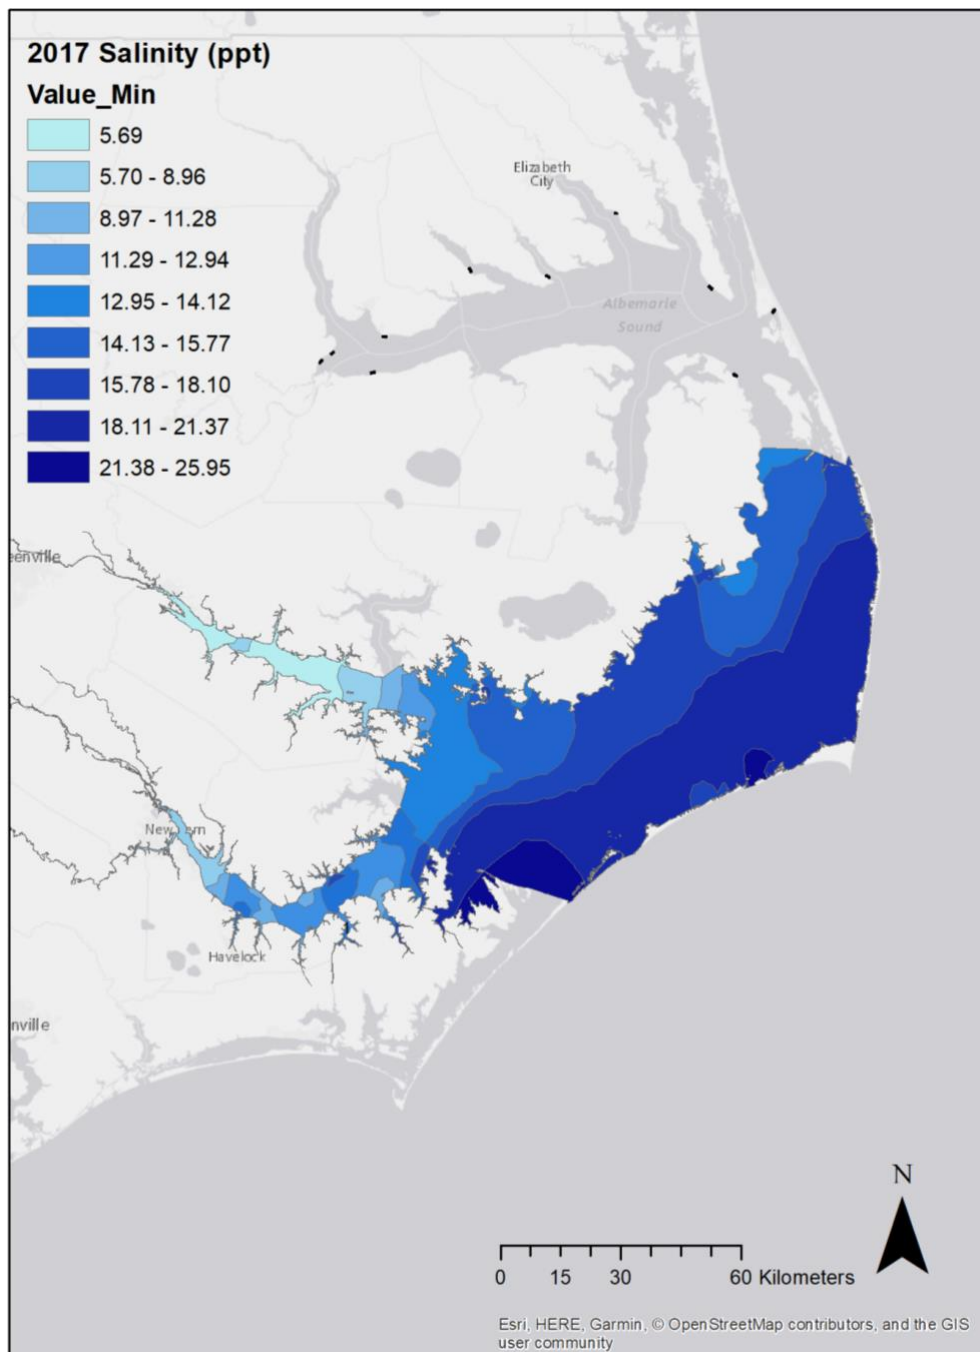 2017 Salinity (ppt)
Value_Min
5.69
5.70 - 8.96
8.97 - 11.28
11.29 - 12.94
12.95 - 14.12
14.13 - 15.77
15.78 - 18.10
18.11 - 21.37
21.38 - 25.95
Elizabeth
City
Albemarle
Sound
eenville
New
ern
Havelock
nville
N
0 15 30 60 Kilometers
Esri, HERE, Garmin, © OpenStreetMap contributors, and the GIS
user community